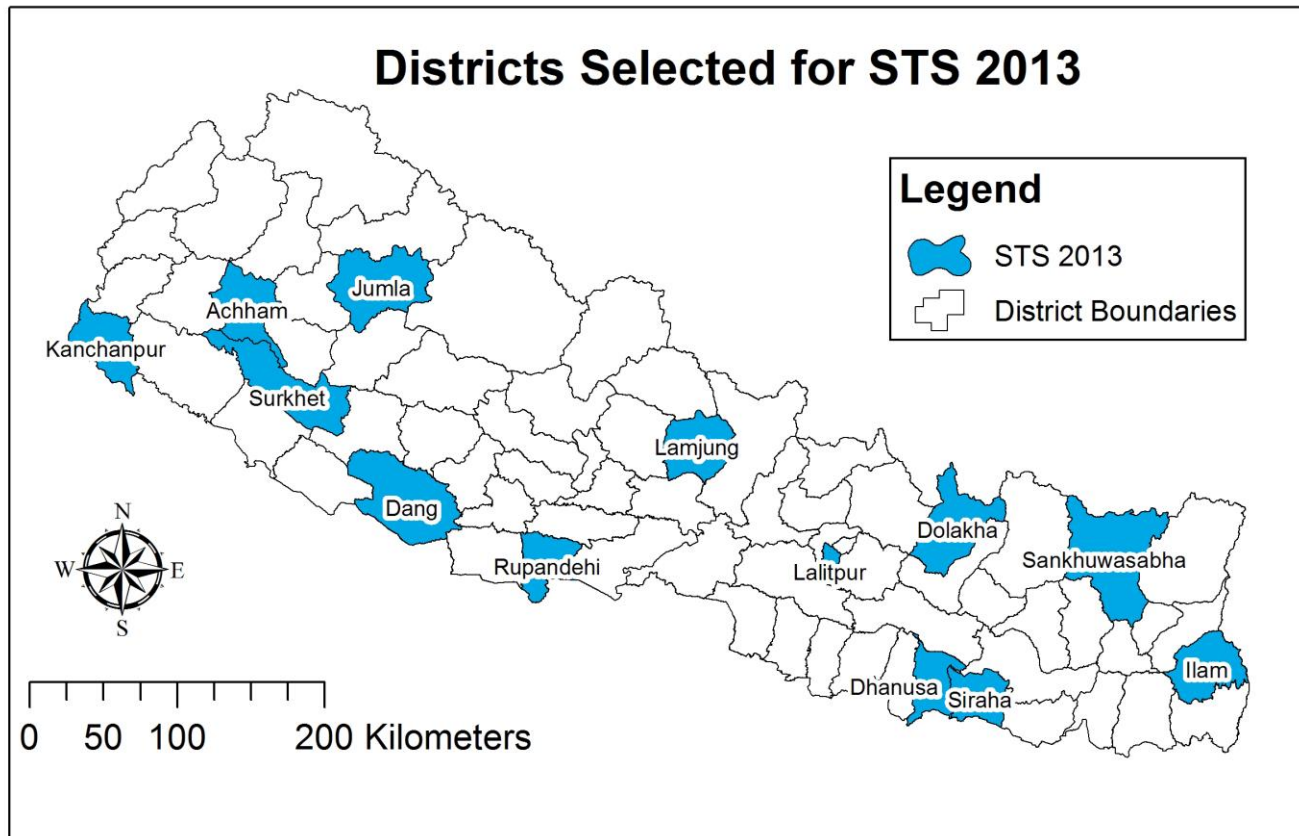 Districts Selected for STS 2013
Legend
STS 2013
District Boundaries
Jumla
Achham
Kanchanpur
Surkhet
Lamjung
Dang
Dolakha
Rupandehi
Lalitpur
Sankhuwasabha
Dhanusa
Siraha
Ilam
N
W E
S
0 50 100 200 Kilometers